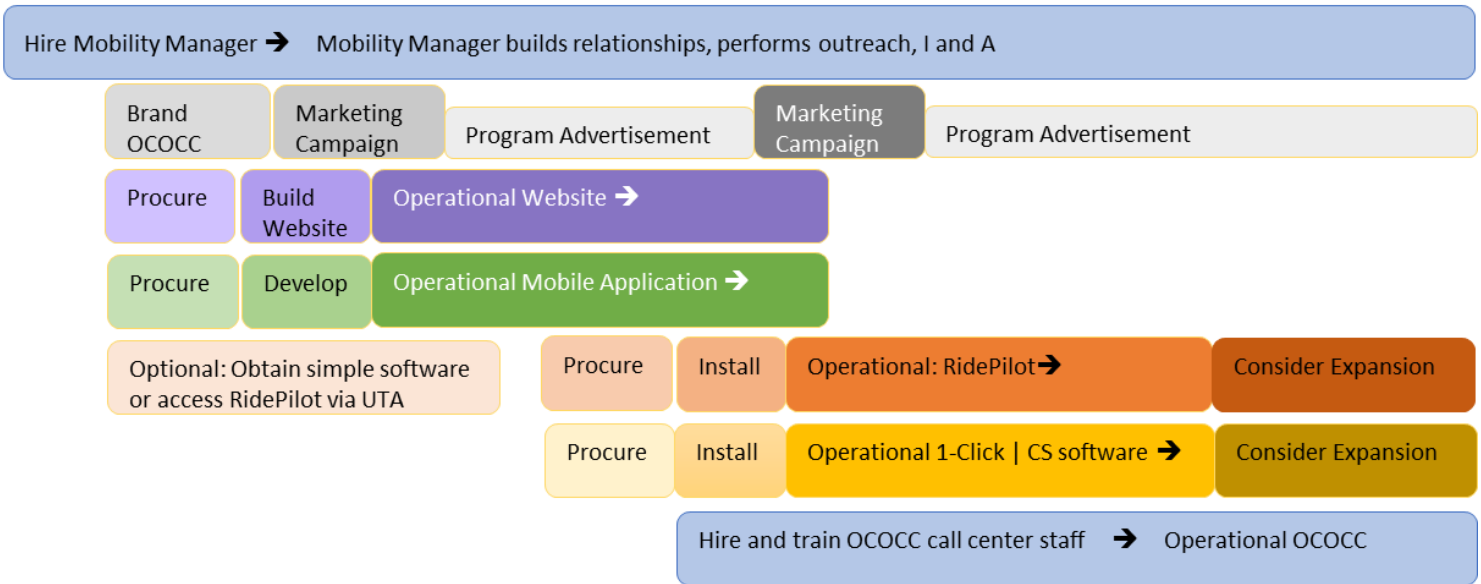 Hire Mobility Manager ➔ Mobility Manager builds relationships, performs outreach, I and A
Brand
OCOCC
Marketing
Campaign
Program Advertisement
Marketing
Campaign
Program Advertisement
Procure
Build
Website
Operational Website ➔
Procure
Develop
Operational Mobile Application ➔
Optional: Obtain simple software
or access RidePilot via UTA
Procure
Install
Operational: RidePilot➔
Consider Expansion
Procure
Install
Operational 1-Click | CS software ➔
Consider Expansion
Hire and train OCOCC call center staff ➔ Operational OCOCC